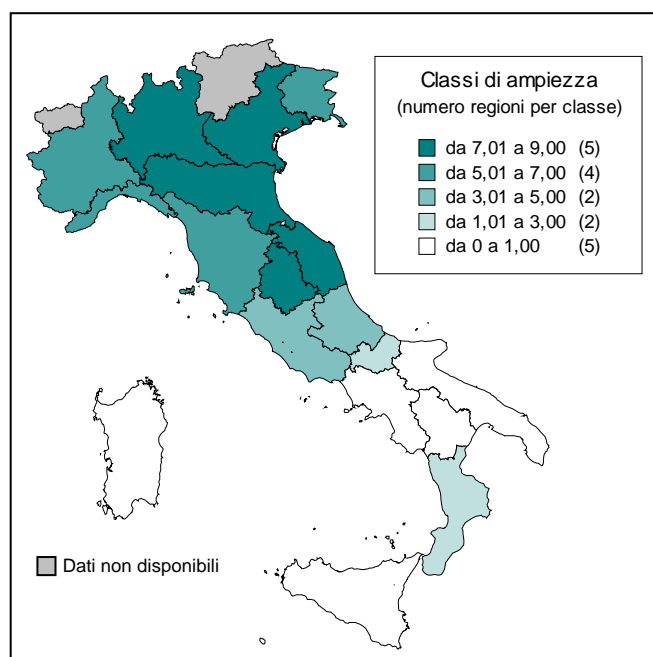 Classi di ampiezza
(numero regioni per classe)
da 7,01 a 9,00 (5)
da 5,01 a 7,00 (4)
da 3,01 a 5,00 (2)
da 1,01 a 3,00 (2)
da 0 a 1,00 (5)
Dati non disponibili